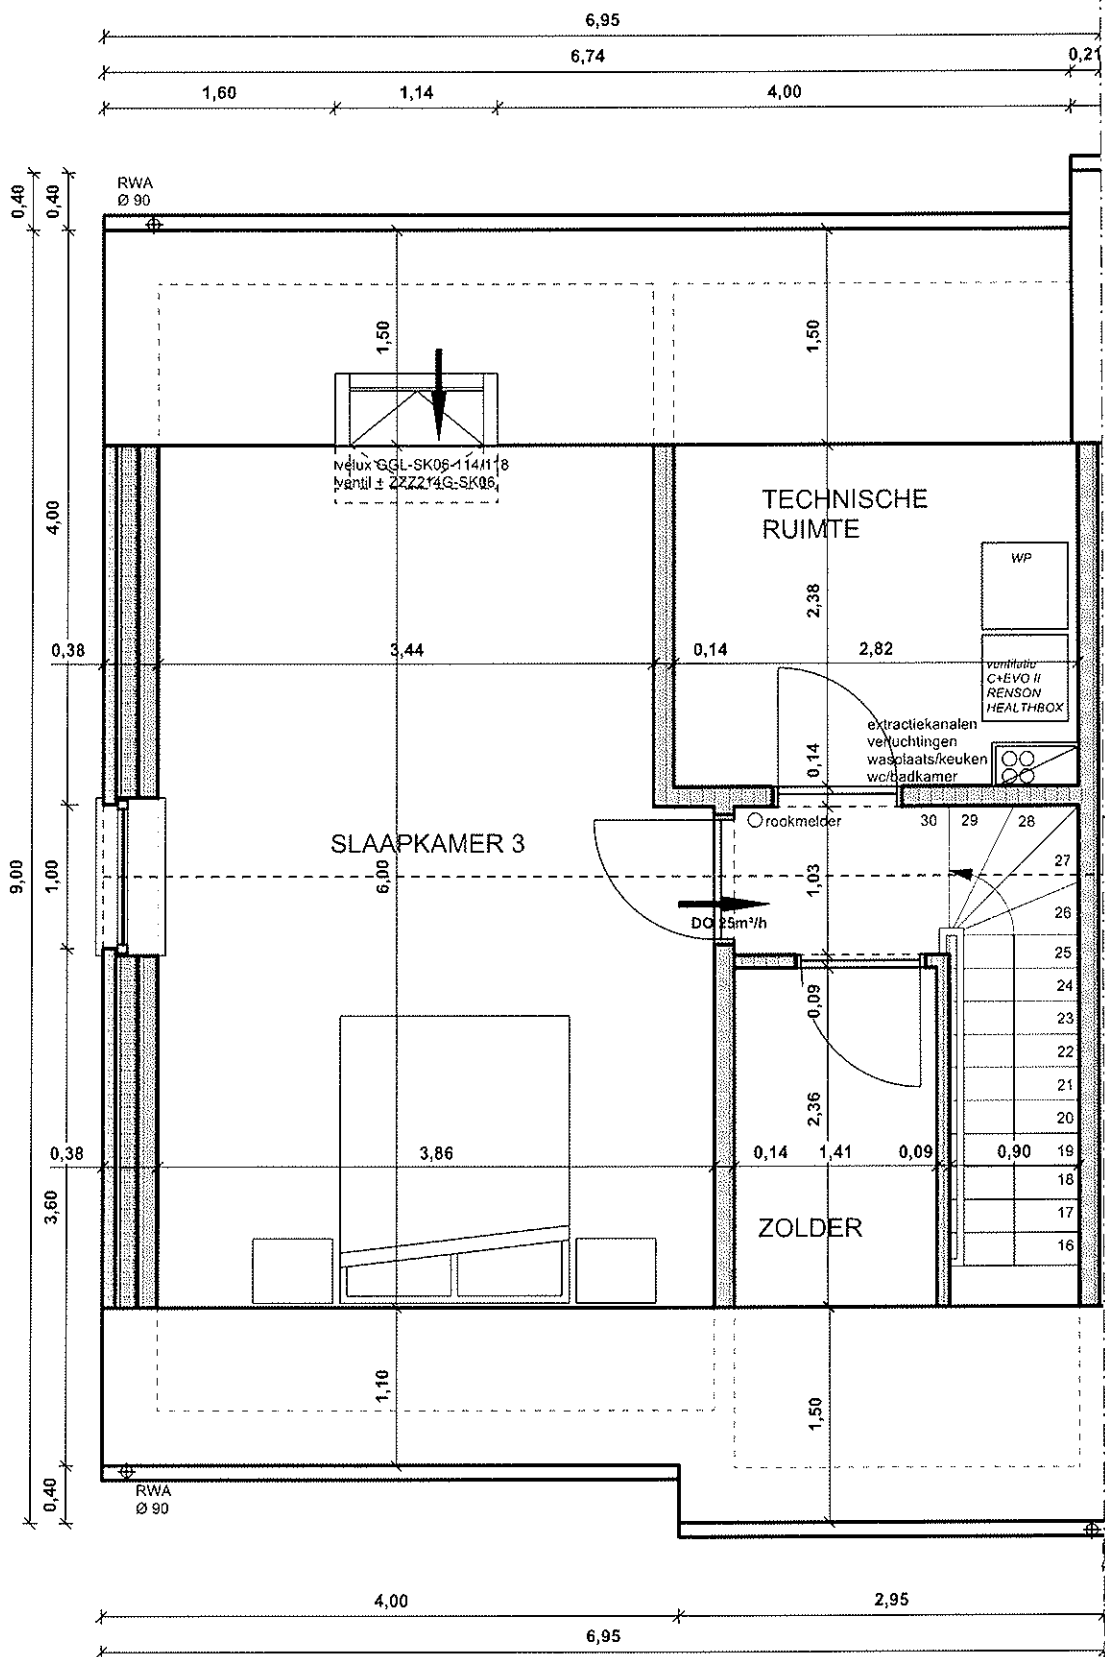 6,95
6,74
0,21
1,60
1,14
4,00
0,40
0,40
RWA
Ø 90
1,50
1,50
velux GGL-SK06-114/118
ventil ± ZZZ214G-SK06
TECHNISCHE
RUIMTE
4,00
WP
2,38
0,38
3,44
0,14
2,82
ventilatie
C+EVO II
RENSON
HEALTHBOX
extractiekanalen
verluchtingen
wasplaats/keuken
wc/badkamer
0,14
rookmelder
30
29
28
SLAAPKAMER 3
27
9,00
1,00
6,00
1,03
26
DO 25m³/h
25
24
0,09
23
22
21
2,36
20
0,38
3,86
0,14
1,41
0,09
0,90
19
18
3,60
17
ZOLDER
16
1,10
1,50
0,40
RWA
Ø 90
4,00
2,95
6,95